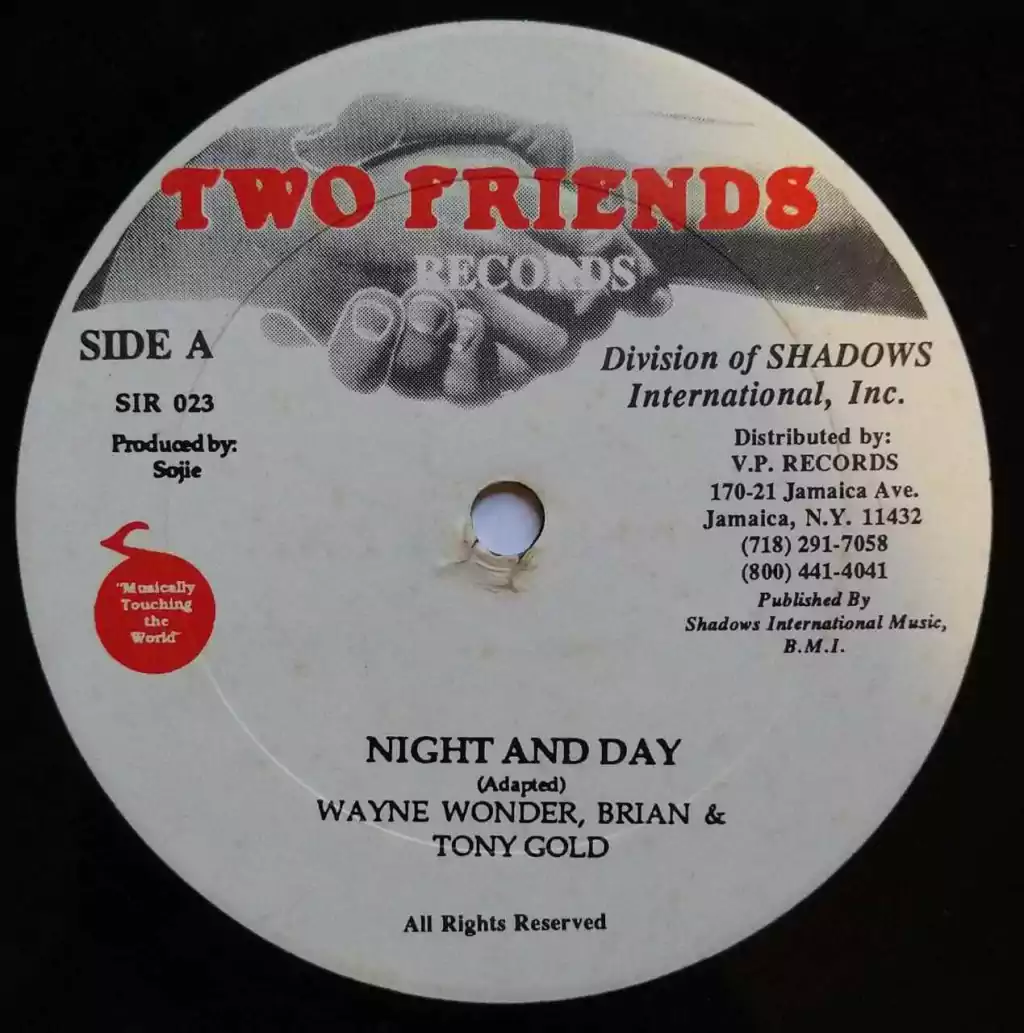 TWO FRIENDS
RECORDS
SIDE A
SIR 023
Produced by:
Sojie
"Musically
Touching
the
World"
Division of SHADOWS
International, Inc.
Distributed by:
V.P. RECORDS
170-21 Jamaica Ave.
Jamaica, N.Y. 11432
(718) 291-7058
(800) 441-4041
Published By
Shadows International Music,
B.M.I.
NIGHT AND DAY
(Adapted)
WAYNE WONDER, BRIAN &
TONY GOLD
All Rights Reserved